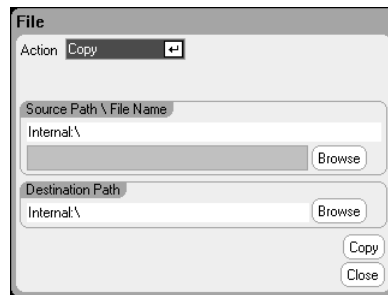 File
Action Copy
Source Path \ File Name
Internal:\
Browse
Destination Path
Internal:\ Browse
Copy
Close